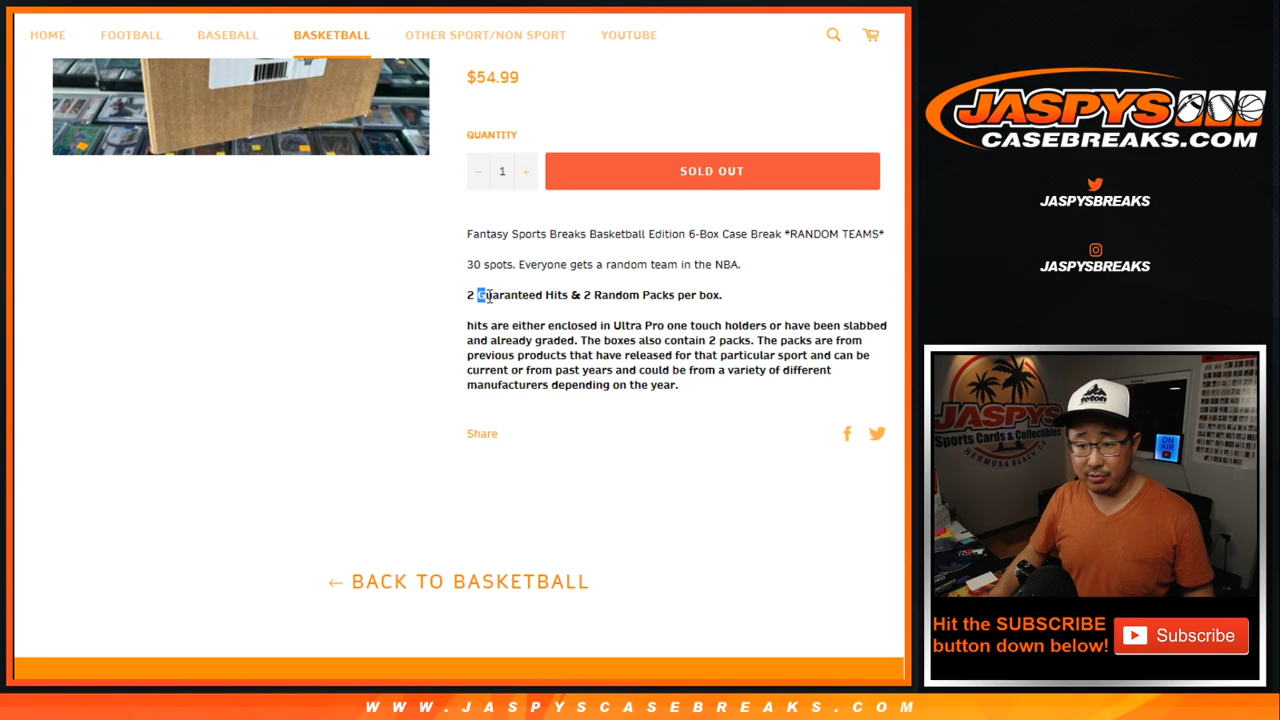 HOME FOOTBALL BASEBALL BASKETBALL OTHER SPORT/NON SPORT YOUTUBE
$54.99
QUANTITY
− 1 +
SOLD OUT
Fantasy Sports Breaks Basketball Edition 6-Box Case Break *RANDOM TEAMS*
30 spots. Everyone gets a random team in the NBA.
2 Guaranteed Hits & 2 Random Packs per box.
hits are either enclosed in Ultra Pro one touch holders or have been slabbed
and already graded. The boxes also contain 2 packs. The packs are from
previous products that have released for that particular sport and can be
current or from past years and could be from a variety of different
manufacturers depending on the year.
Share
← BACK TO BASKETBALL
JASPYS
CASEBREAKS.COM
JASPYSBREAKS
JASPYSBREAKS
JASPYS
Sports Cards & Collectibles
HERMOSA BEACH, CA
teton
ON AIR
Hit the SUBSCRIBE
button down below!
Subscribe
WWW.JASPYSCASEBREAKS.COM